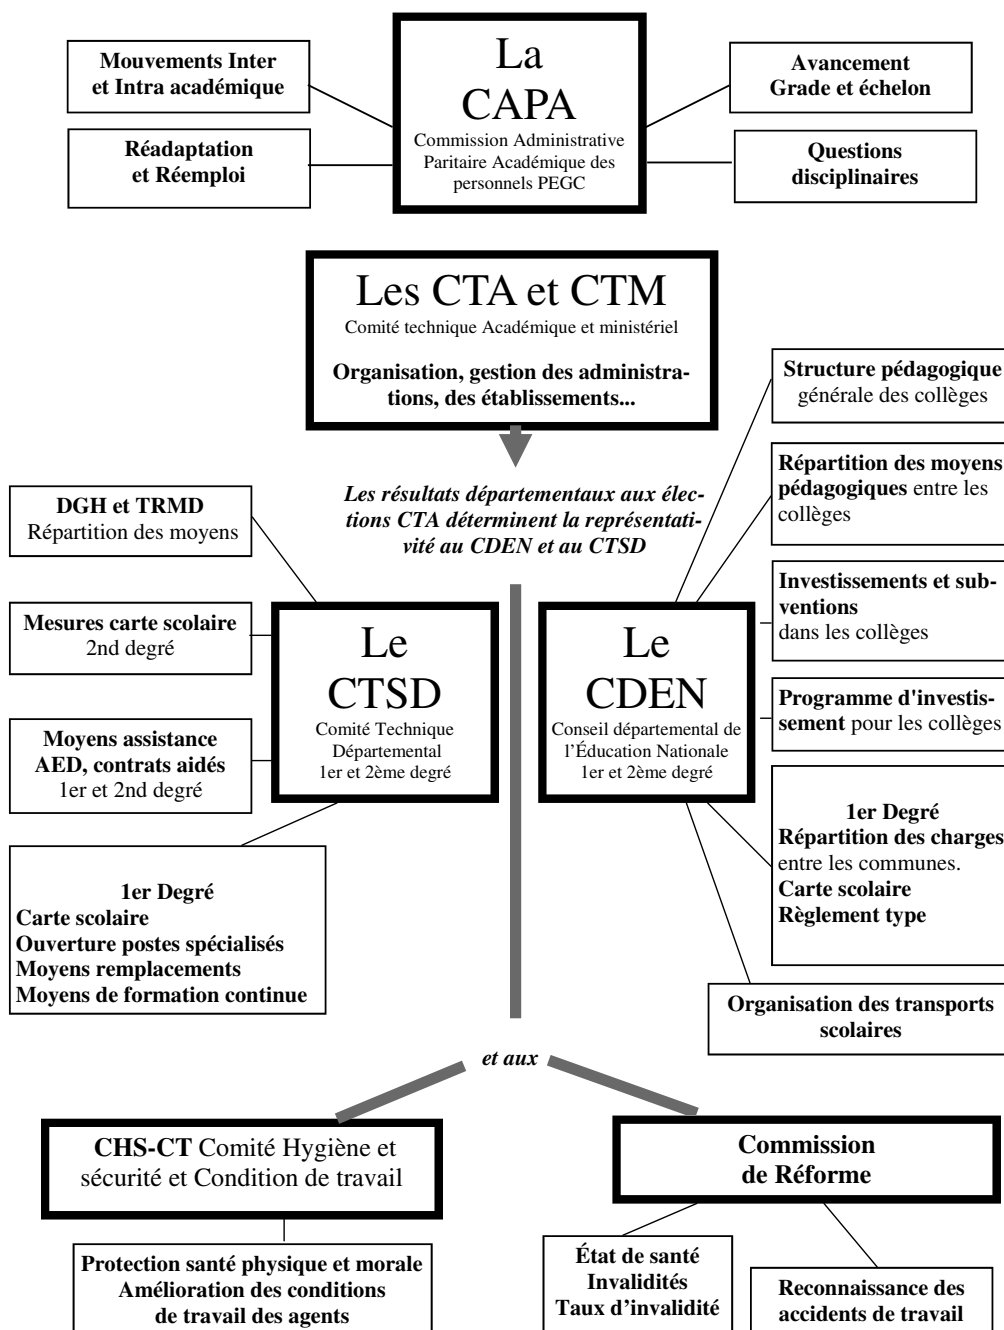 La
CAPA
Commission Administrative
Paritaire Académique des
personnels PEGC
Mouvements Inter
et Intra académique
Réadaptation
et Réemploi
Avancement
Grade et échelon
Questions
disciplinaires
Les CTA et CTM
Comité technique Académique et ministériel
Organisation, gestion des administra-
tions, des établissements...
Les résultats départementaux aux élec-
tions CTA déterminent la représentati-
vité au CDEN et au CTSD
DGH et TRMD
Répartition des moyens
Mesures carte scolaire
2nd degré
Moyens assistance
AED, contrats aidés
1er et 2nd degré
1er Degré
Carte scolaire
Ouverture postes spécialisés
Moyens remplacements
Moyens de formation continue
Le
CTSD
Comité Technique
Départemental
1er et 2ème degré
Le
CDEN
Conseil départemental de
l’Éducation Nationale
1er et 2ème degré
Structure pédagogique
générale des collèges
Répartition des moyens
pédagogiques entre les
collèges
Investissements et sub-
ventions
dans les collèges
Programme d'investis-
sement pour les collèges
1er Degré
Répartition des charges
entre les communes.
Carte scolaire
Règlement type
Organisation des transports
scolaires
et aux
CHS-CT Comité Hygiène et
sécurité et Condition de travail
Protection santé physique et morale
Amélioration des conditions
de travail des agents
Commission
de Réforme
État de santé
Invalidités
Taux d’invalidité
Reconnaissance des
accidents de travail